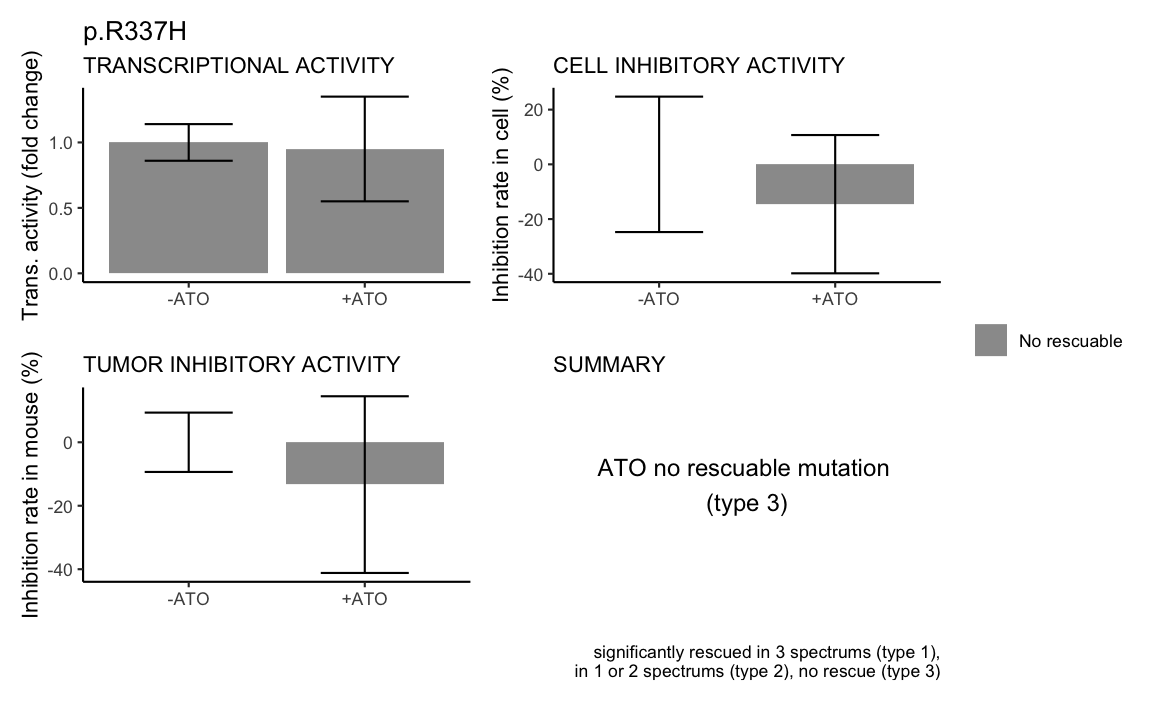 p.R337H
TRANSCRIPTIONAL ACTIVITY
Trans. activity (fold change)
1.0
0.5
0.0
-ATO
+ATO
CELL INHIBITORY ACTIVITY
Inhibition rate in cell (%)
20
0
-20
-40
-ATO
+ATO
No rescuable
TUMOR INHIBITORY ACTIVITY
Inhibition rate in mouse (%)
0
-20
-40
-ATO
+ATO
SUMMARY
ATO no rescuable mutation
(type 3)
significantly rescued in 3 spectrums (type 1),
in 1 or 2 spectrums (type 2), no rescue (type 3)